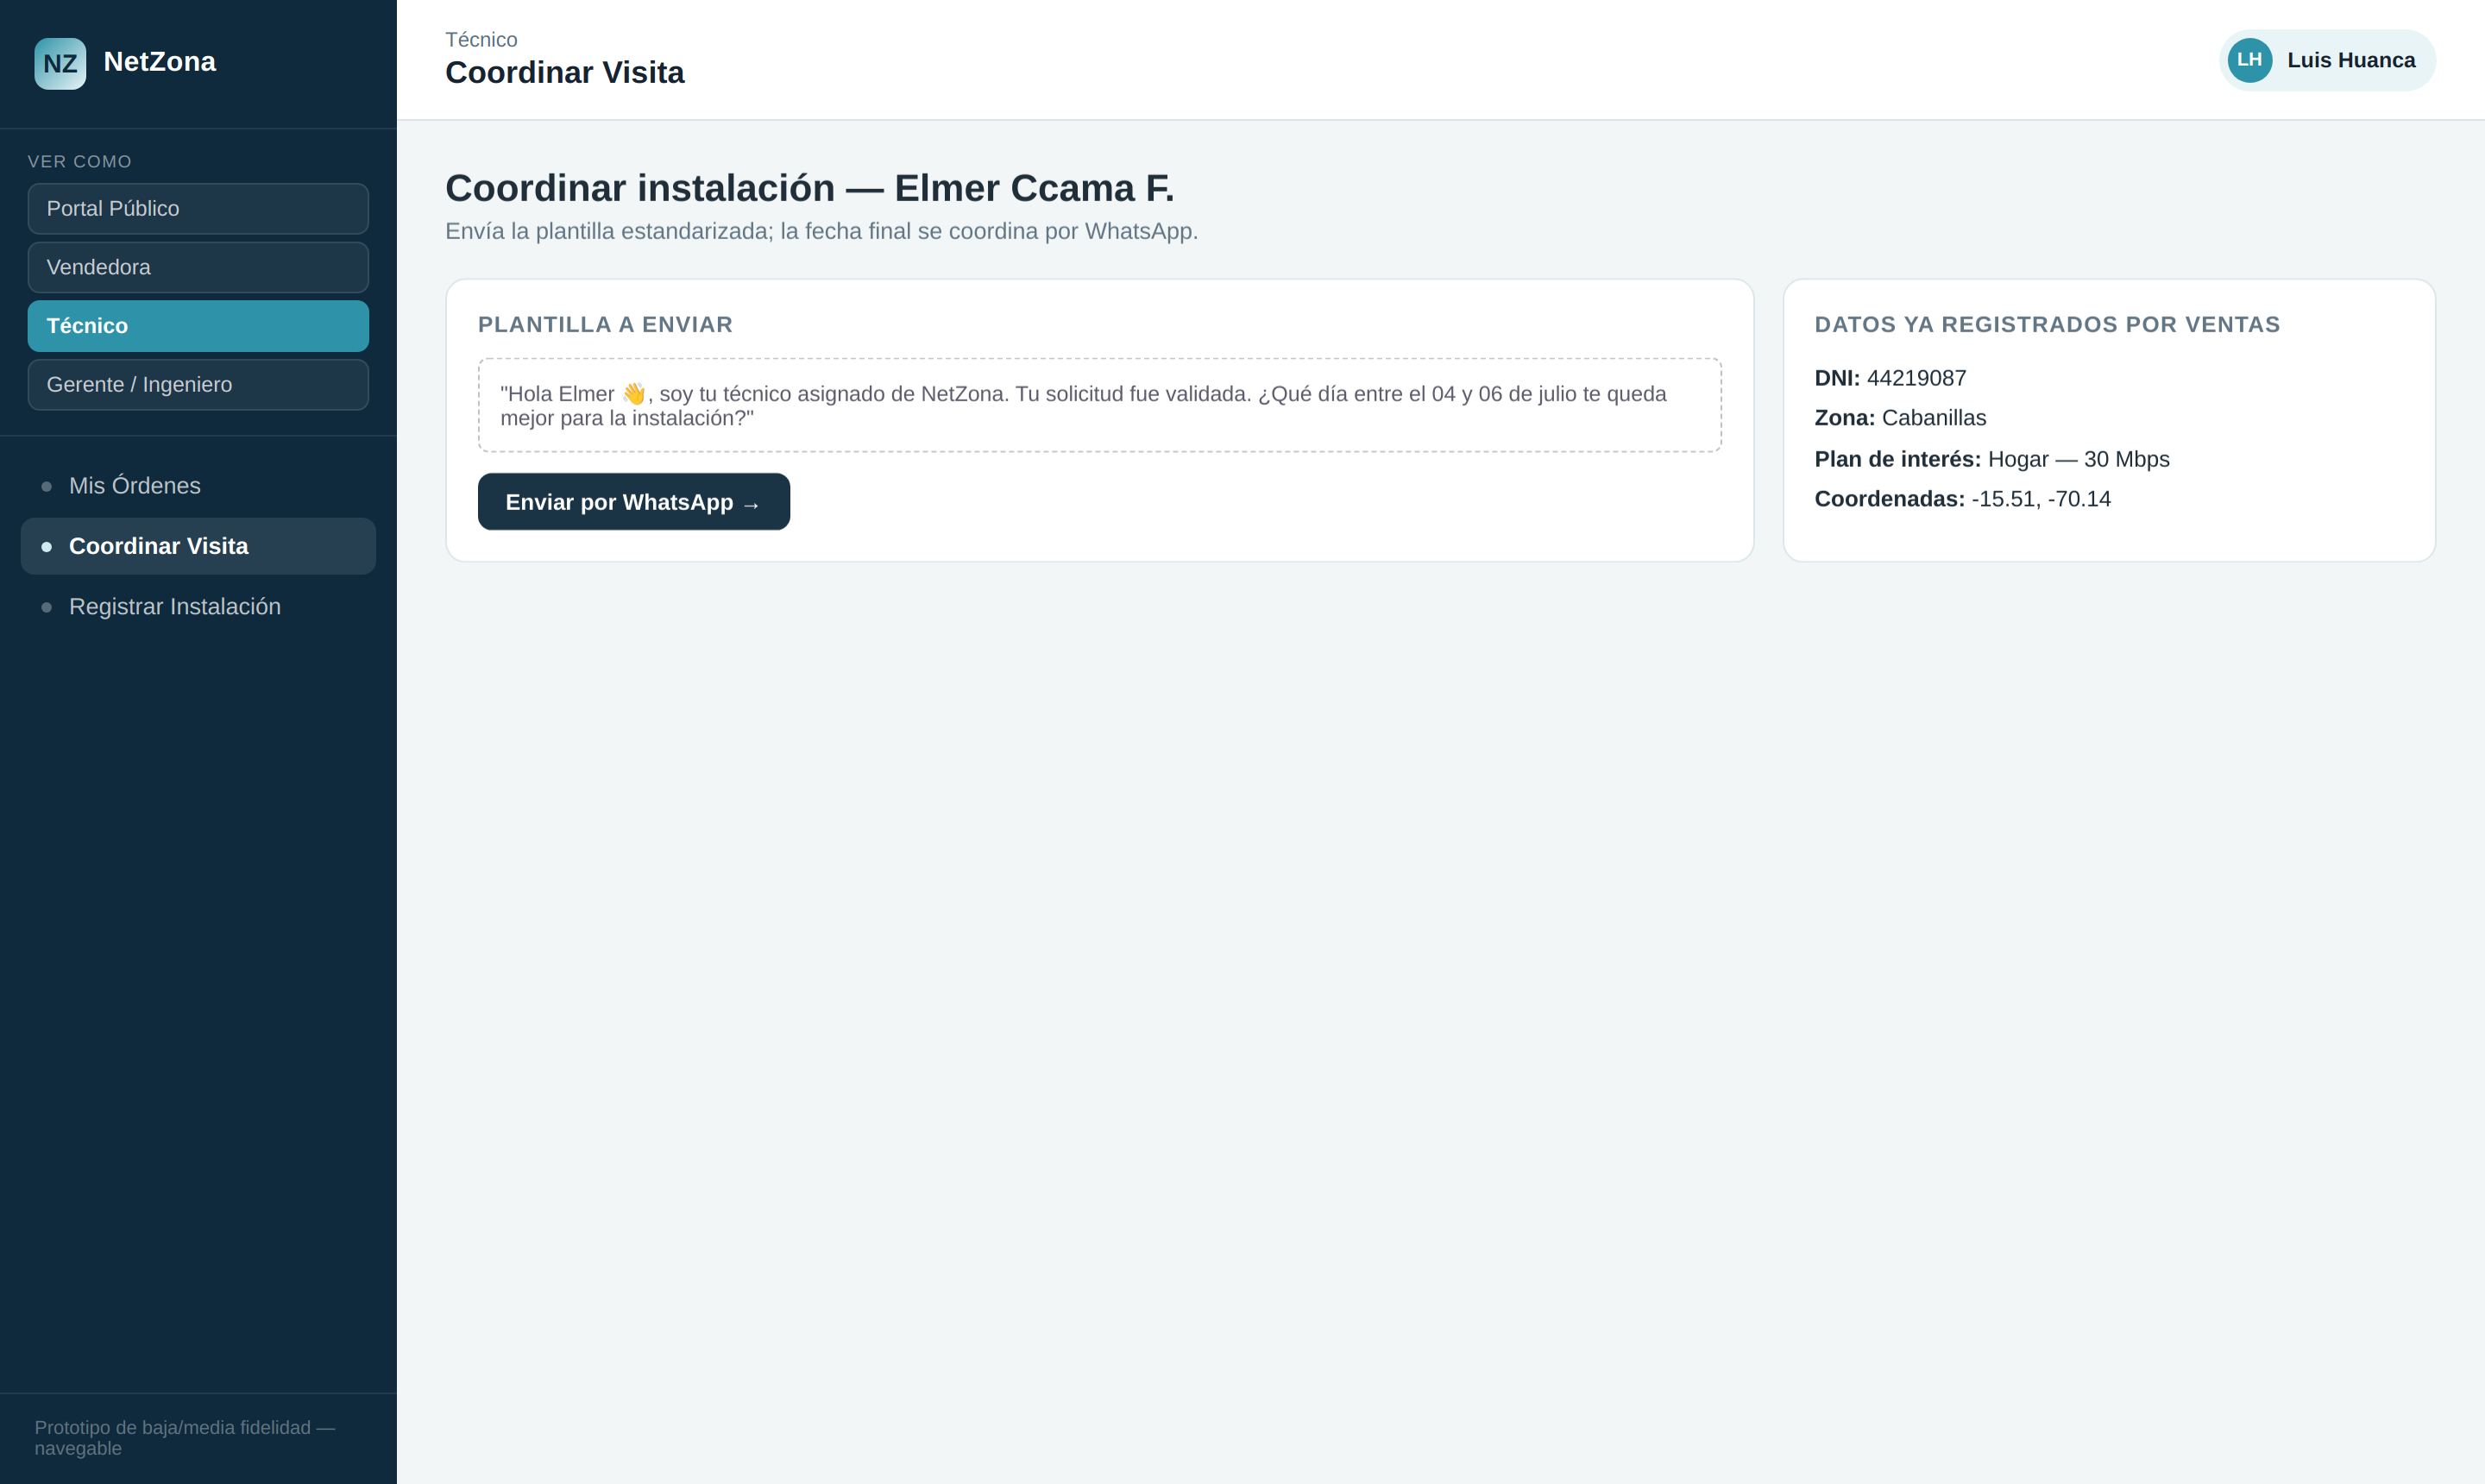 NZ NetZona
VER COMO
Portal Público
Vendedora
Técnico
Gerente / Ingeniero
Mis Órdenes
Coordinar Visita
Registrar Instalación
Prototipo de baja/media fidelidad —
navegable
Técnico
Coordinar Visita
LH Luis Huanca
Coordinar instalación — Elmer Ccama F.
Envía la plantilla estandarizada; la fecha final se coordina por WhatsApp.
PLANTILLA A ENVIAR
"Hola Elmer 👋, soy tu técnico asignado de NetZona. Tu solicitud fue validada. ¿Qué día entre el 04 y 06 de julio te queda
mejor para la instalación?"
Enviar por WhatsApp →
DATOS YA REGISTRADOS POR VENTAS
DNI: 44219087
Zona: Cabanillas
Plan de interés: Hogar — 30 Mbps
Coordenadas: -15.51, -70.14